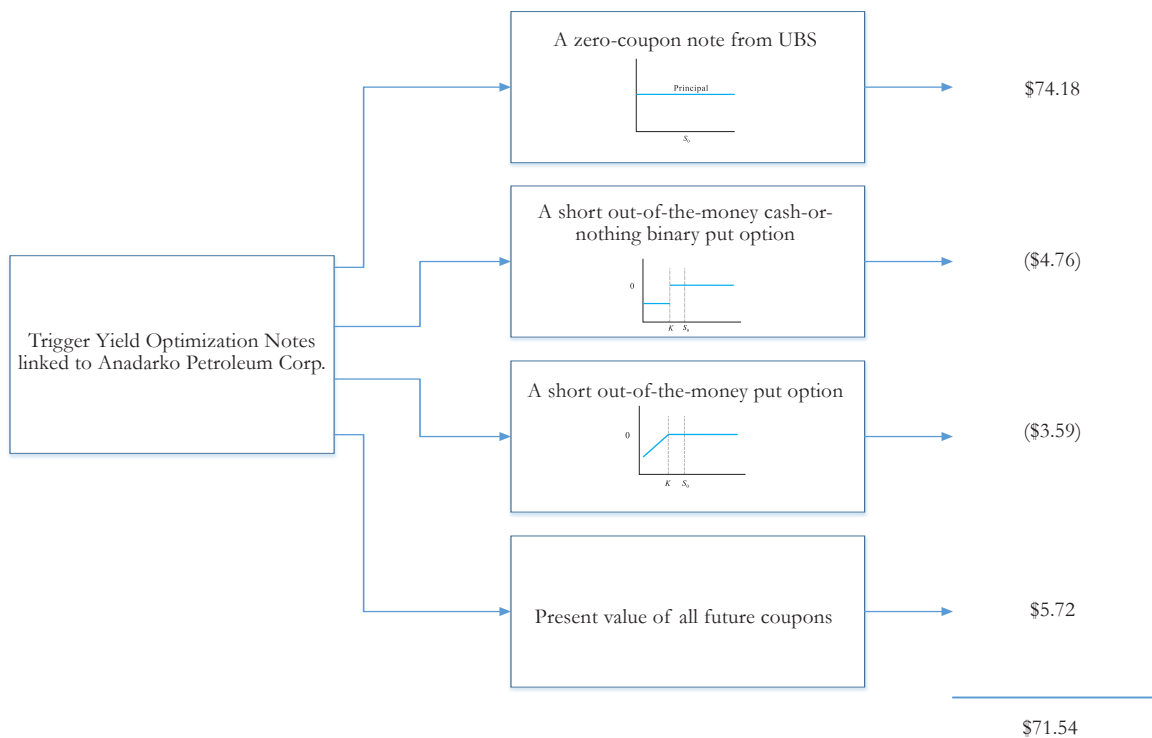 A zero-coupon note from UBS
Principal
S0
$74.18
A short out-of-the-money cash-or-
nothing binary put option
0
K S0
($4.76)
Trigger Yield Optimization Notes
linked to Anadarko Petroleum Corp.
A short out-of-the-money put option
0
K S0
($3.59)
Present value of all future coupons
$5.72
$71.54